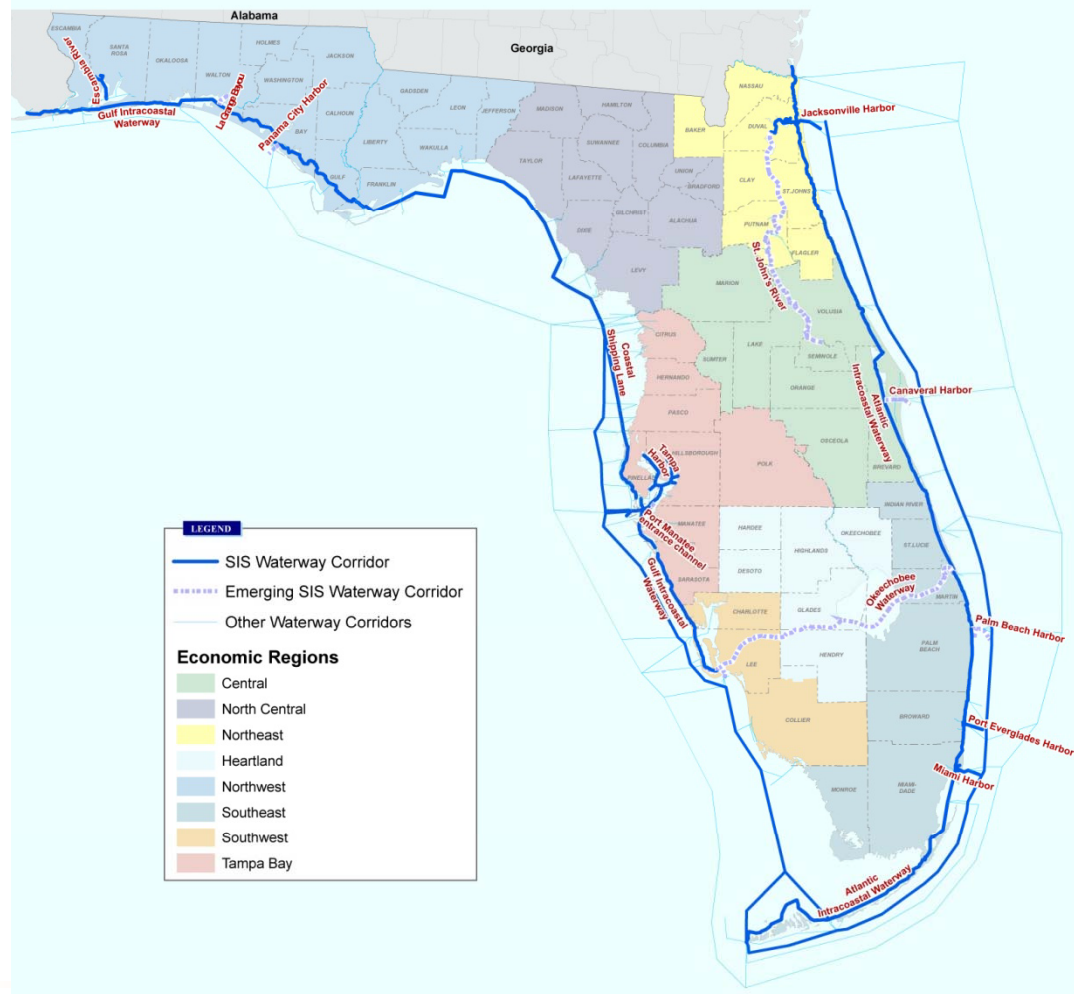 Alabama
Georgia
ESCAMBIA
SANTA
ROSA
OKALOOSA
WALTON
HOLMES
WASHINGTON
JACKSON
BAY
CALHOUN
GULF
LIBERTY
GADSDEN
FRANKLIN
LEON
WAKULLA
JEFFERSON
Escambia River
Gulf Intracoastal
Waterway
La Grange Bayou
Panama City Harbor
MADISON
TAYLOR
HAMILTON
SUWANNEE
LAFAYETTE
COLUMBIA
UNION
BRADFORD
GILCHRIST
ALACHUA
DIXIE
LEVY
BAKER
NASSAU
DUVAL
CLAY
ST.JOHNS
PUTNAM
FLAGLER
Jacksonville Harbor
St. John's River
MARION
VOLUSIA
LAKE
SUMTER
SEMINOLE
ORANGE
OSCEOLA
BREVARD
Atlantic
Intracoastal Waterway
Canaveral Harbor
CITRUS
HERNANDO
PASCO
HILLSBOROUGH
PINELLAS
POLK
MANATEE
SARASOTA
Coastal
Shipping Lane
Tampa
Harbor
Port Manatee
entrance channel
Gulf Intracoastal
Waterway
HARDEE
DESOTO
HIGHLANDS
OKEECHOBEE
GLADES
HENDRY
INDIAN RIVER
ST.LUCIE
MARTIN
PALM
BEACH
BROWARD
MIAMI-
DADE
MONROE
CHARLOTTE
LEE
COLLIER
Okeechobee
Waterway
Palm Beach Harbor
Port Everglades Harbor
Miami Harbor
Atlantic
Intracoastal Waterway
LEGEND
SIS Waterway Corridor
Emerging SIS Waterway Corridor
Other Waterway Corridors
Economic Regions
Central
North Central
Northeast
Heartland
Northwest
Southeast
Southwest
Tampa Bay